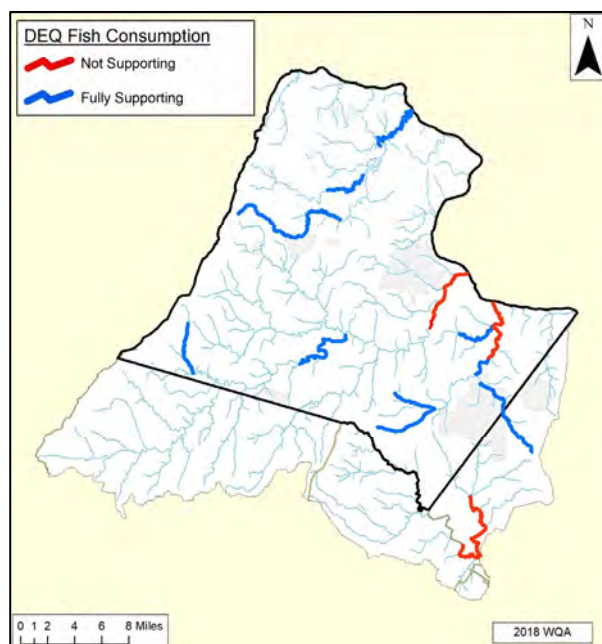 DEQ Fish Consumption
Not Supporting
Fully Supporting
N
0 1 2 4 6 8 Miles
2018 WQA